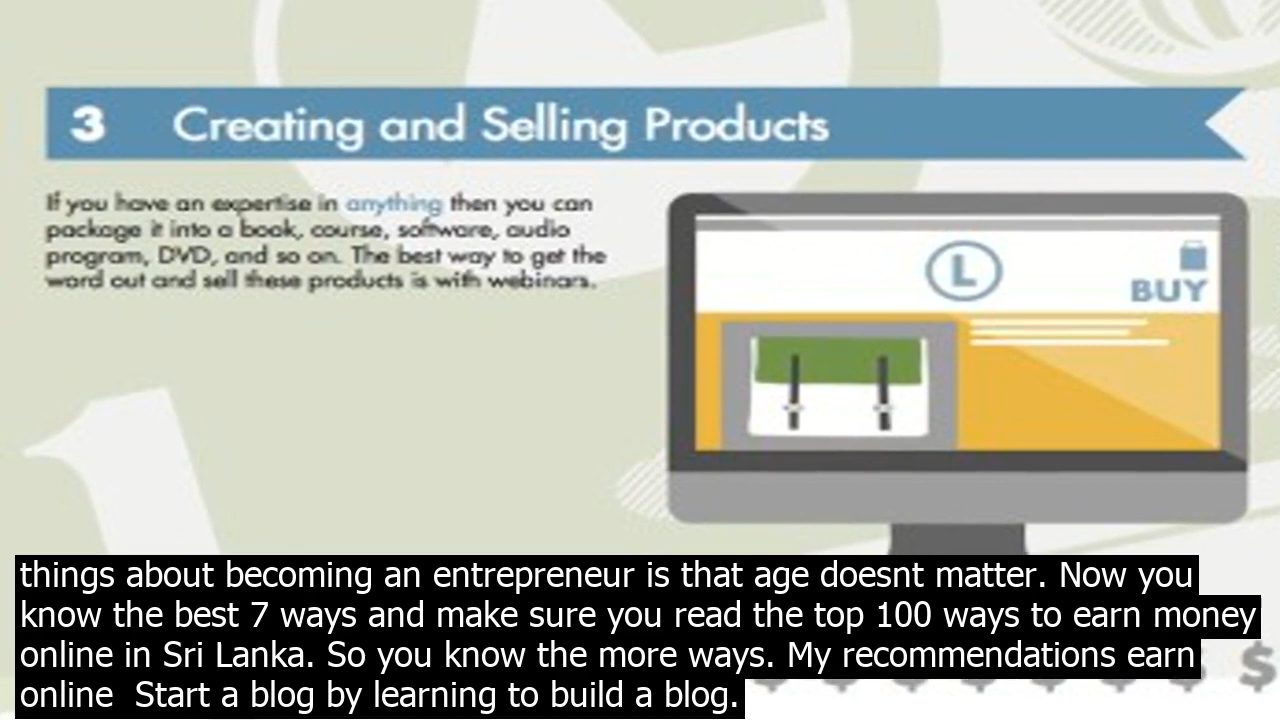 3 Creating and Selling Products
If you have an expertise in anything then you can
package it into a book, course, software, audio
program, DVD, and so on. The best way to get the
word out and sell these products is with webinars.
L
BUY
things about becoming an entrepreneur is that age doesnt matter. Now you
know the best 7 ways and make sure you read the top 100 ways to earn money
online in Sri Lanka. So you know the more ways. My recommendations earn
online  Start a blog by learning to build a blog.
$